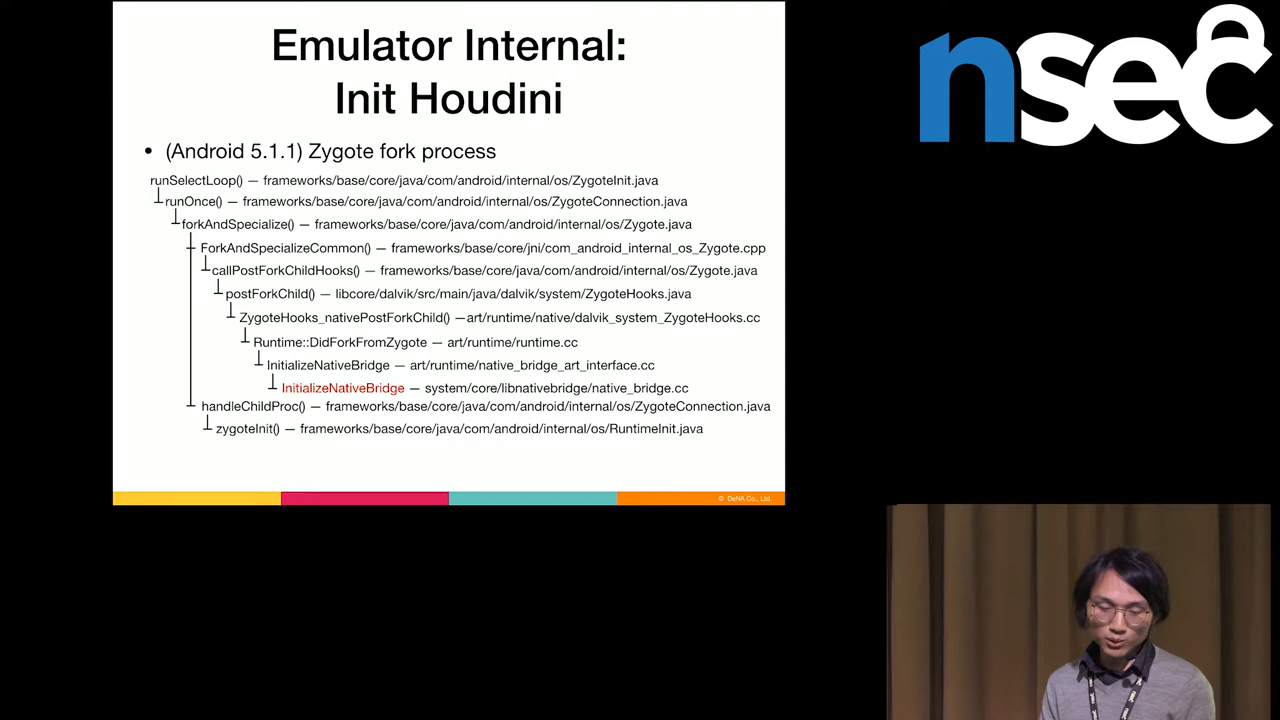 Emulator Internal:
Init Houdini
• (Android 5.1.1) Zygote fork process
runSelectLoop() — frameworks/base/core/java/com/android/internal/os/ZygoteInit.java
runOnce() — frameworks/base/core/java/com/android/internal/os/ZygoteConnection.java
forkAndSpecialize() — frameworks/base/core/java/com/android/internal/os/Zygote.java
ForkAndSpecializeCommon() — frameworks/base/core/jni/com_android_internal_os_Zygote.cpp
callPostForkChildHooks() — frameworks/base/core/java/com/android/internal/os/Zygote.java
postForkChild() — libcore/dalvik/src/main/java/dalvik/system/ZygoteHooks.java
ZygoteHooks_nativePostForkChild() —art/runtime/native/dalvik_system_ZygoteHooks.cc
Runtime::DidForkFromZygote — art/runtime/runtime.cc
InitializeNativeBridge — art/runtime/native_bridge_art_interface.cc
InitializeNativeBridge — system/core/libnativebridge/native_bridge.cc
handleChildProc() — frameworks/base/core/java/com/android/internal/os/ZygoteConnection.java
zygoteInit() — frameworks/base/core/java/com/android/internal/os/RuntimeInit.java
© DeNA Co., Ltd.
nsec